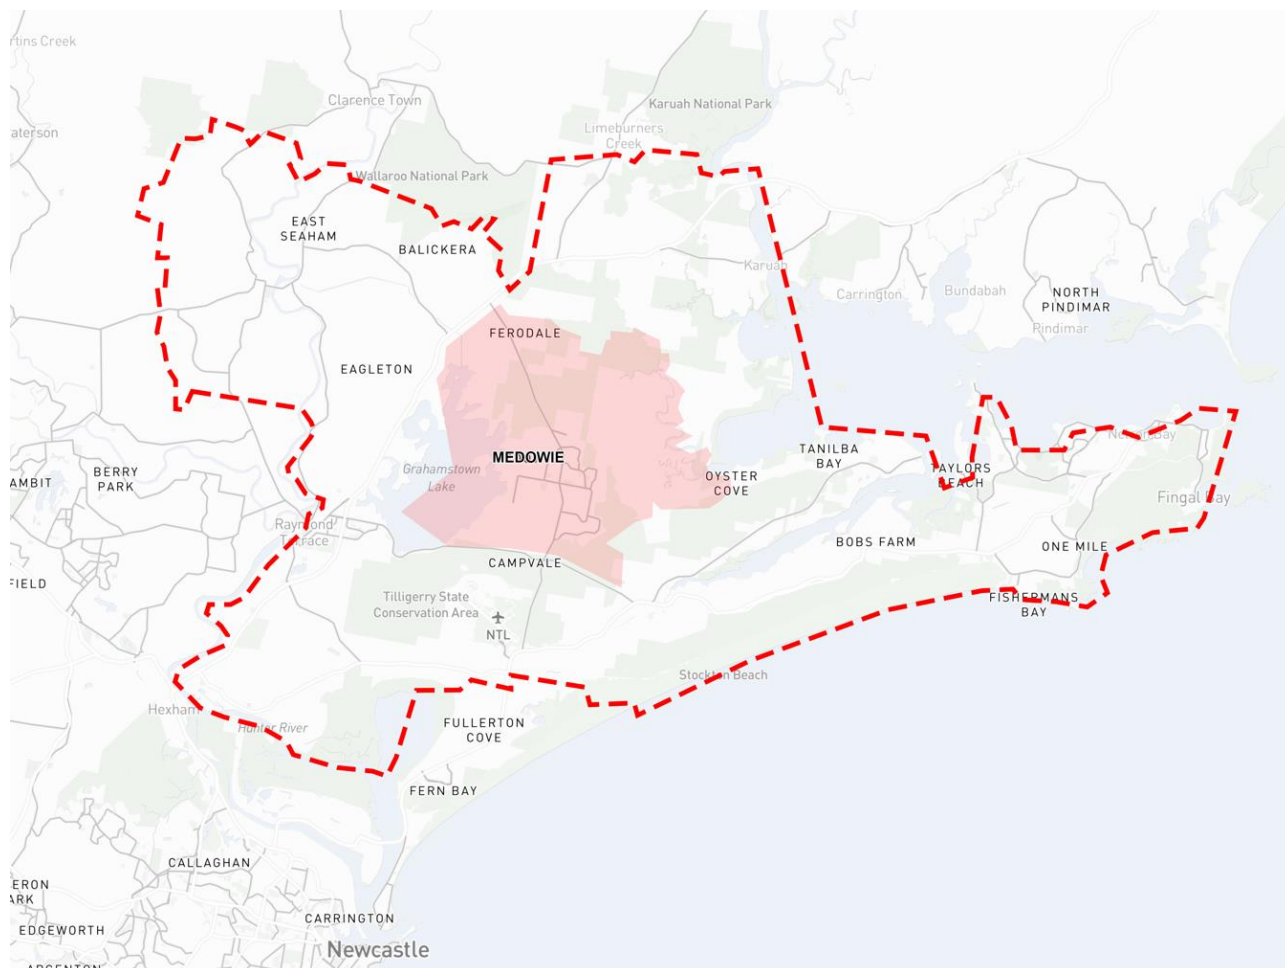 rtins Creek
Clarence Town
Karuah National Park
Limeburners
Creek
aterson
Wallaroo National Park
EAST
SEAHAM
BALICKERA
Karuah
Carrington
Bundabah
NORTH
PINDIMAR
Pindimar
FERODALE
EAGLETON
MEDOWIE
Grahamstown
Lake
OYSTER
COVE
TANILBA
BAY
TAYLORS
BEACH
Nelson Bay
Fingal Bay
BERRY
PARK
AMBIT
Raymond
Terrace
BOBS FARM
ONE MILE
CAMPVALE
FIELD
Tilligerry State
Conservation Area
NTL
FISHERMANS
BAY
Stockton Beach
Hexham
Hunter River
FULLERTON
COVE
FERN BAY
CALLAGHAN
ERON
ARK
CARRINGTON
EDGEWORTH
Newcastle
ARGENTON